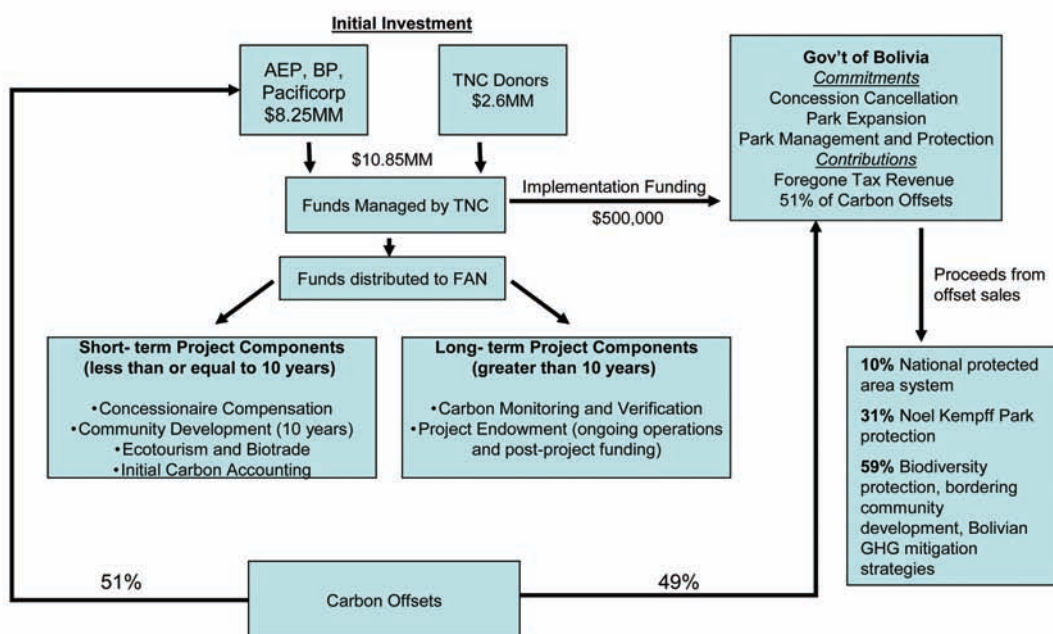 Initial Investment
AEP, BP,
Pacificorp
$8.25MM
TNC Donors
$2.6MM
$10.85MM
Funds Managed by TNC
Implementation Funding
$500,000
Gov't of Bolivia
Commitments
Concession Cancellation
Park Expansion
Park Management and Protection
Contributions
Foregone Tax Revenue
51% of Carbon Offsets
Funds distributed to FAN
Proceeds from
offset sales
Short- term Project Components
(less than or equal to 10 years)
•Concessionaire Compensation
•Community Development (10 years)
•Ecotourism and Biotrade
•Initial Carbon Accounting
Long- term Project Components
(greater than 10 years)
•Carbon Monitoring and Verification
•Project Endowment (ongoing operations
and post-project funding)
10% National protected
area system
31% Noel Kempff Park
protection
59% Biodiversity
protection, bordering
community
development, Bolivian
GHG mitigation
strategies
51%
Carbon Offsets
49%